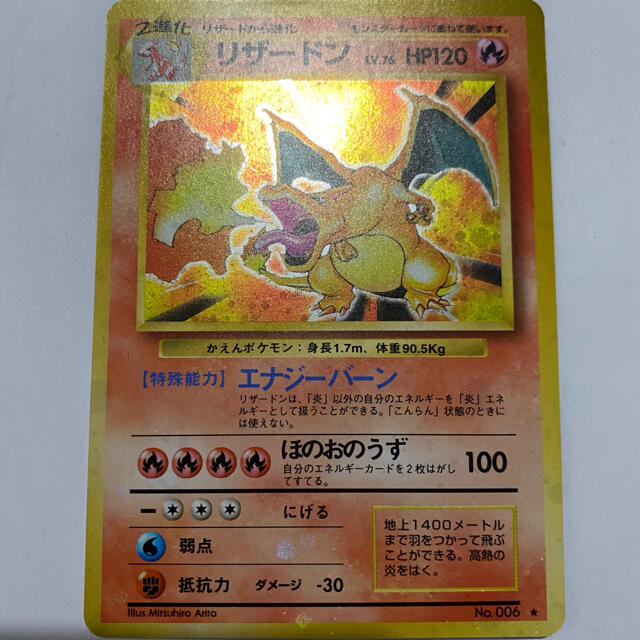 2進化 リザードから進化 モンスターカードに重ねて使います。
リザードン LV.76 HP120
かえんポケモン：身長1.7m、体重90.5Kg
【特殊能力】エナジーバーン
リザードンは、「炎」以外の自分のエネルギーを「炎」エネ
ルギーとして扱うことができる。「こんらん」状態のときに
は使えない。
ほのおのうず 100
自分のエネルギーカードを2枚はがし
てすてる。
にげる
弱点
抵抗力 ダメージ -30
地上1400メートル
まで羽をつかって飛ぶ
ことができる。高熱の
炎をはく。
Illus.Mitsuhiro Arita
No.006 ★